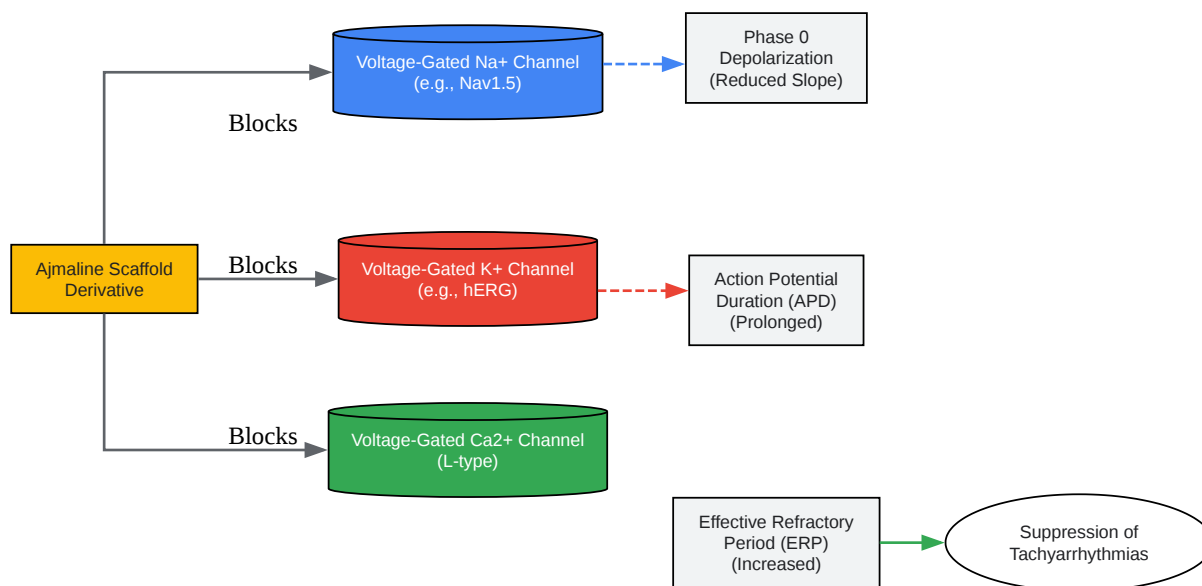 Voltage-Gated Na+ Channel
(e.g., Nav1.5)
Phase 0
Depolarization
(Reduced Slope)
Blocks
Ajmaline Scaffold
Derivative
Blocks
Voltage-Gated K+ Channel
(e.g., hERG)
Action Potential
Duration (APD)
(Prolonged)
Blocks
Voltage-Gated Ca2+ Channel
(L-type)
Effective Refractory
Period (ERP)
(Increased)
Suppression of
Tachyarrhythmias